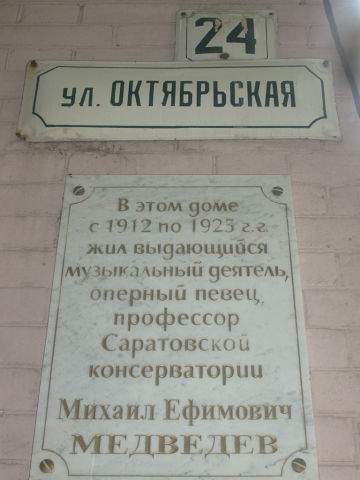 24
ул. ОКТЯБРЬСКАЯ
В этом доме
с 1912 по 1925 г.г.
жил выдающийся
музыкальный деятель,
оперный певец,
профессор
Саратовской
консерватории
Михаил Ефимович
МЕДВЕДЕВ